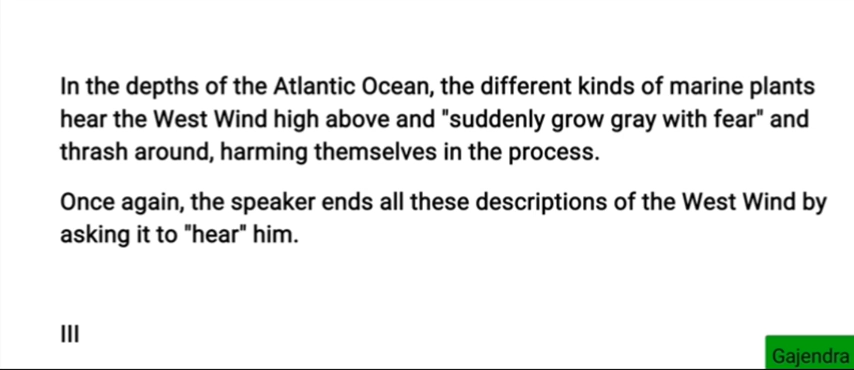 In the depths of the Atlantic Ocean, the different kinds of marine plants
hear the West Wind high above and "suddenly grow gray with fear" and
thrash around, harming themselves in the process.
Once again, the speaker ends all these descriptions of the West Wind by
asking it to "hear" him.
III
Gajendra